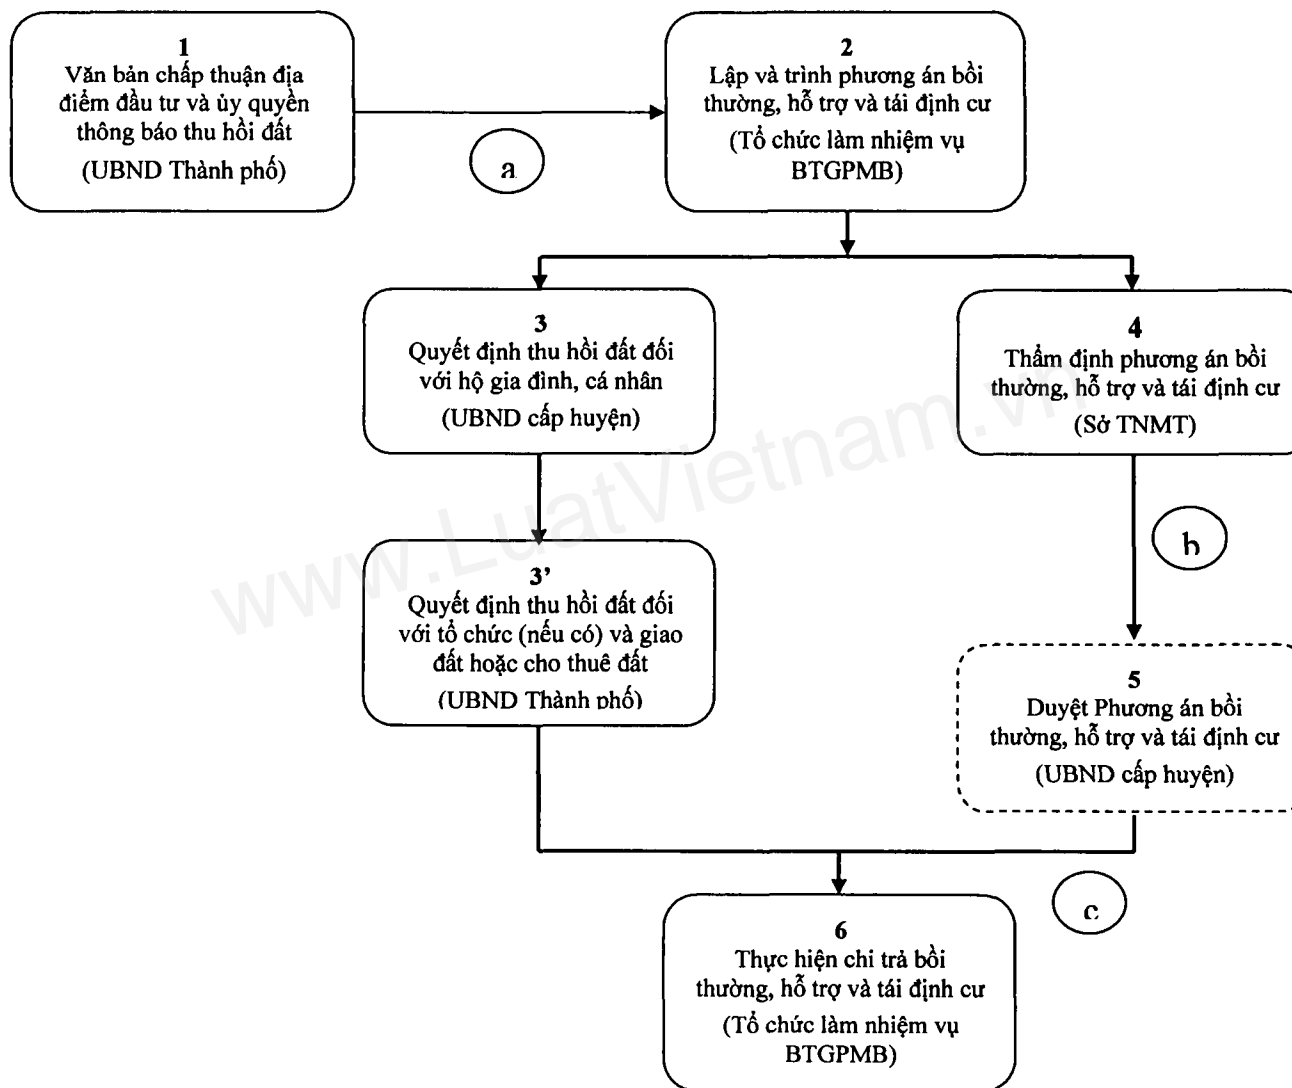 1
Văn bản chấp thuận địa
điểm đầu tư và ủy quyền
thông báo thu hồi đất
(UBND Thành phố)
a
2
Lập và trình phương án bồi
thường, hỗ trợ và tái định cư
(Tổ chức làm nhiệm vụ
BTGPMB)
3
Quyết định thu hồi đất đối
với hộ gia đình, cá nhân
(UBND cấp huyện)
4
Thẩm định phương án bồi
thường, hỗ trợ và tái định cư
(Sở TNMT)
b
3’
Quyết định thu hồi đất đối
với tổ chức (nếu có) và giao
đất hoặc cho thuê đất
(UBND Thành phố)
5
Duyệt Phương án bồi
thường, hỗ trợ và tái định cư
(UBND cấp huyện)
c
6
Thực hiện chi trả bồi
thường, hỗ trợ và tái định cư
(Tổ chức làm nhiệm vụ
BTGPMB)
www.LuatVietnam.vn